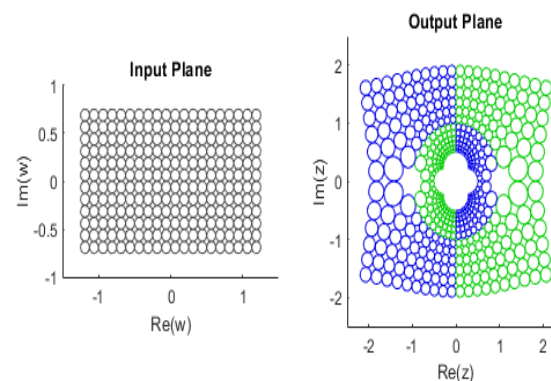 Input Plane
1
0.5
0
-0.5
-1
Im(w)
-1 0 1
Re(w)
Output Plane
2
1
0
-1
-2
Im(z)
-2 -1 0 1 2
Re(z)